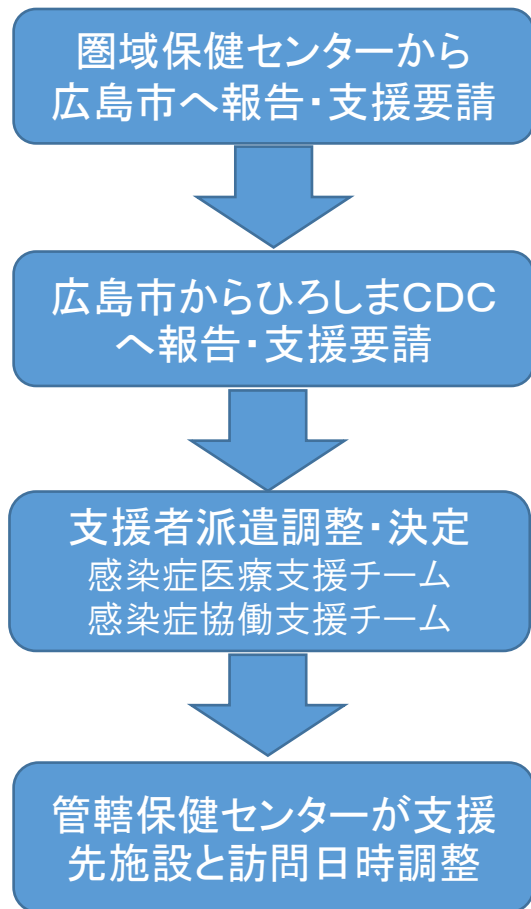 圏域保健センターから
広島市へ報告・支援要請
広島市からひろしまCDC
へ報告・支援要請
支援者派遣調整・決定
感染症医療支援チーム
感染症協働支援チーム
管轄保健センターが支援
先施設と訪問日時調整